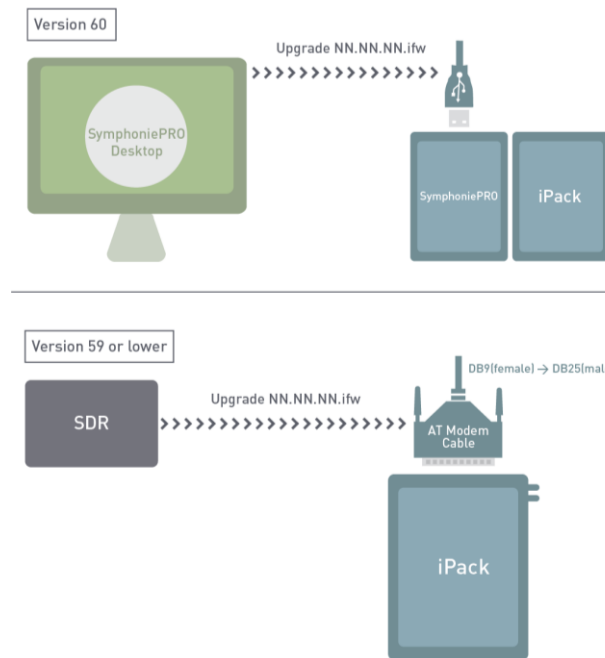 Version 60
Upgrade NN.NN.NN.ifw
SymphoniePRO
Desktop
SymphoniePRO
iPack
Version 59 or lower
DB9(female) → DB25(mal
Upgrade NN.NN.NN.ifw
SDR
AT Modem
Cable
iPack